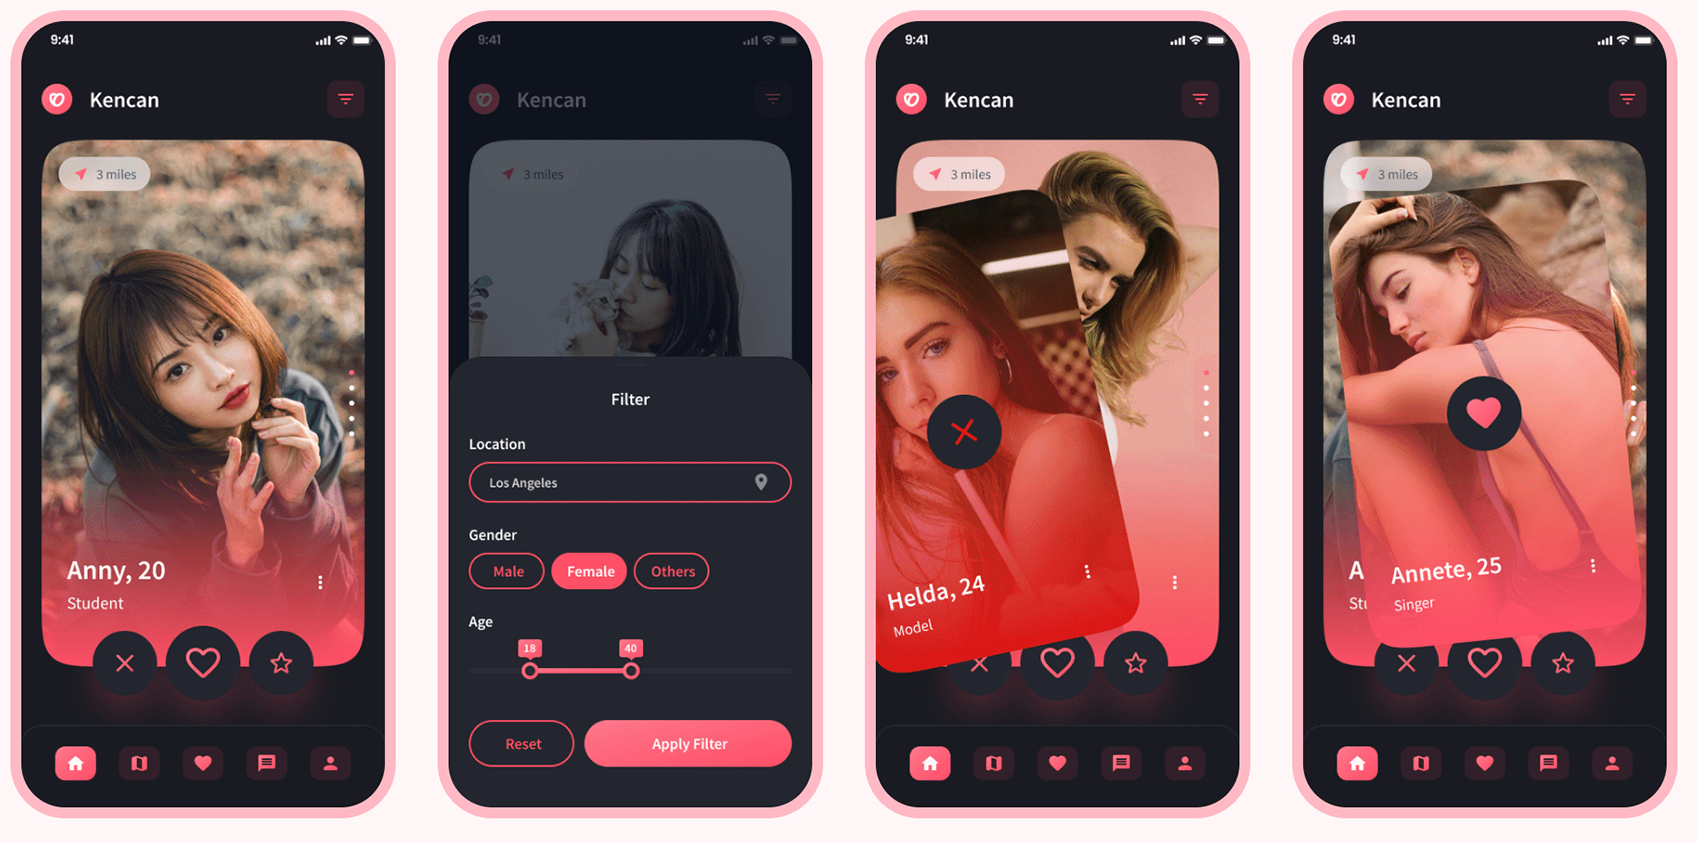 9:41
Kencan
3 miles
Anny, 20
Student
9:41
Kencan
3 miles
Filter
Location
Los Angeles
Gender
Male Female Others
Age
18 40
Reset Apply Filter
9:41
Kencan
3 miles
Helda, 24
Model
9:41
Kencan
3 miles
A
Stu
Annete, 25
Singer